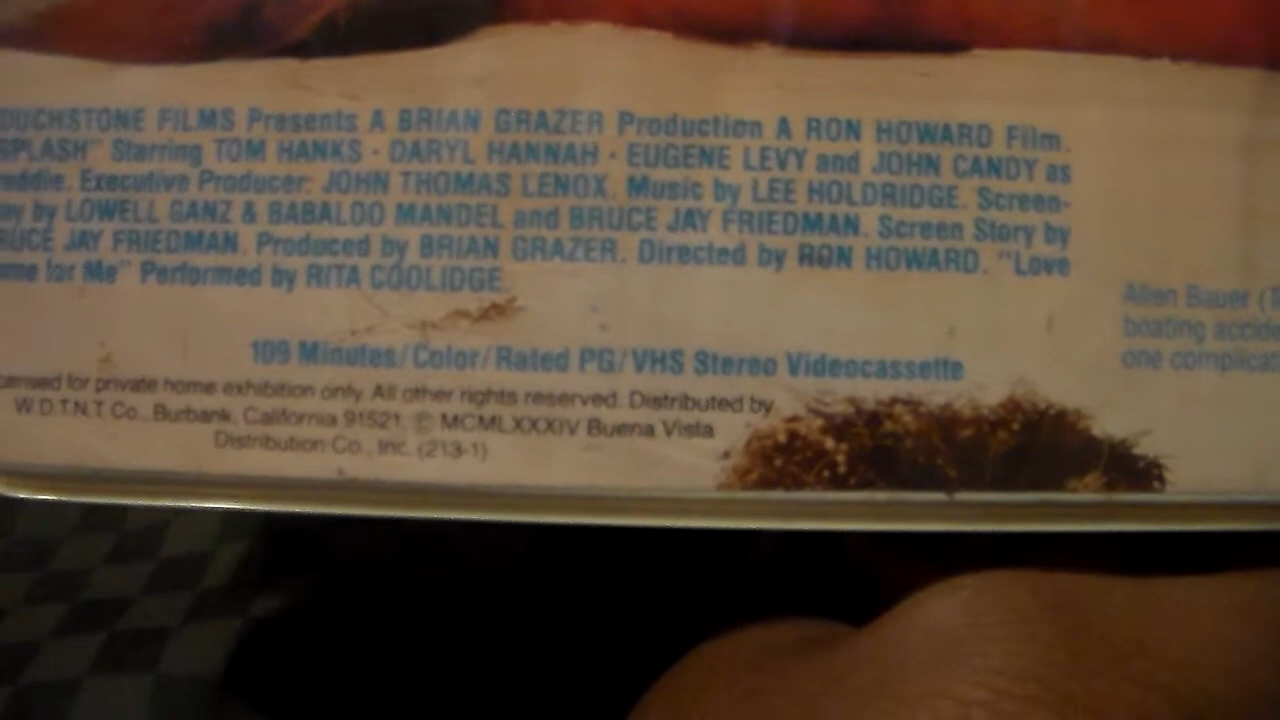 OUCHSTONE FILMS Presents A BRIAN GRAZER Production A RON HOWARD Film.
SPLASH" Starring TOM HANKS · DARYL HANNAH · EUGENE LEVY and JOHN CANDY as
eddie. Executive Producer: JOHN THOMAS LENOX. Music by LEE HOLDRIDGE. Screen-
ay by LOWELL GANZ & BABALOO MANDEL and BRUCE JAY FRIEDMAN. Screen Story by
RUCE JAY FRIEDMAN. Produced by BRIAN GRAZER. Directed by RON HOWARD. "Love
ame for Me" Performed by RITA COOLIDGE.
109 Minutes/Color/Rated PG/VHS Stereo Videocassette
censed for private home exhibition only. All other rights reserved. Distributed by
W.D.T.N.T. Co., Burbank, California 91521. © MCMLXXXIV Buena Vista
Distribution Co., Inc. (213-1)
Allen Bauer (T
boating accide
one complicat